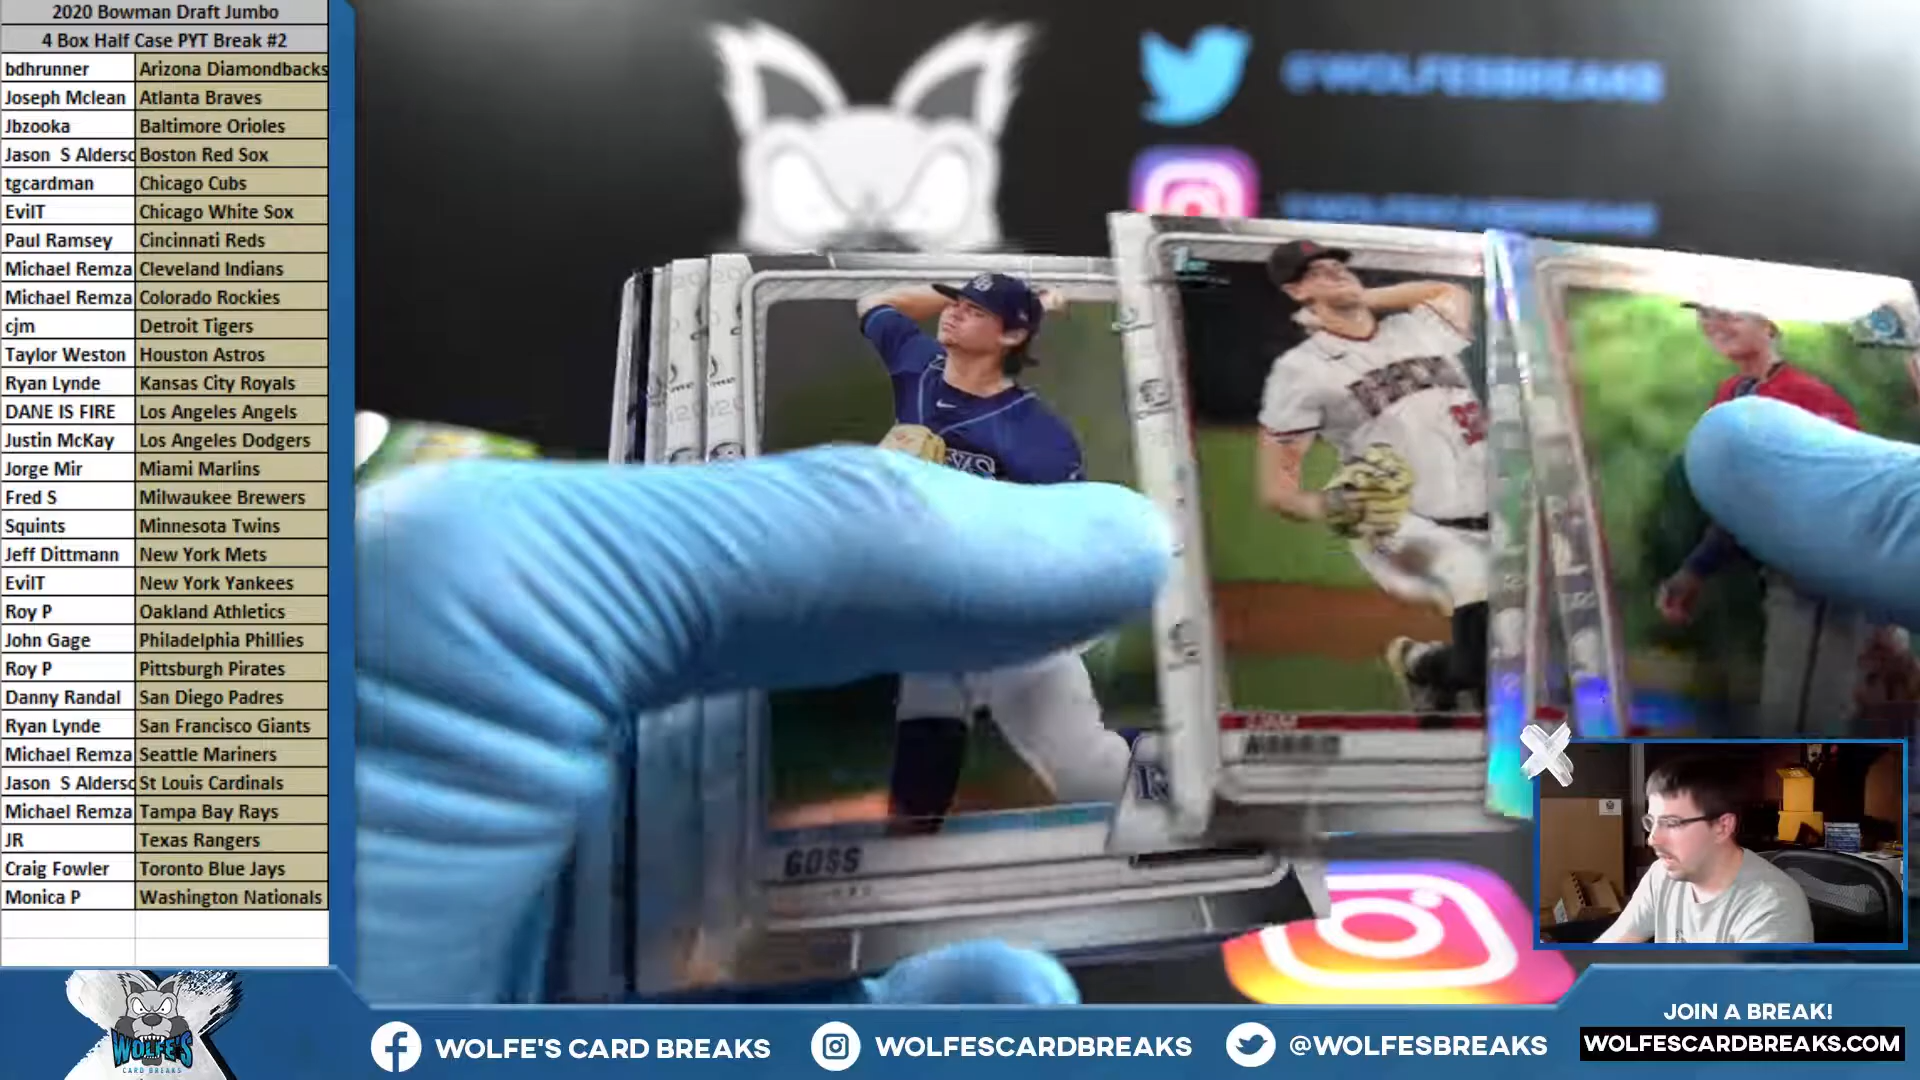 2020 Bowman Draft Jumbo
4 Box Half Case PYT Break #2
bdhrunner Arizona Diamondbacks
Joseph Mclean Atlanta Braves
Jbzooka Baltimore Orioles
Jason S Aldersc Boston Red Sox
tgcardman Chicago Cubs
EvilT Chicago White Sox
Paul Ramsey Cincinnati Reds
Michael Remza Cleveland Indians
Michael Remza Colorado Rockies
cjm Detroit Tigers
Taylor Weston Houston Astros
Ryan Lynde Kansas City Royals
DANE IS FIRE Los Angeles Angels
Justin McKay Los Angeles Dodgers
Jorge Mir Miami Marlins
Fred S Milwaukee Brewers
Squints Minnesota Twins
Jeff Dittmann New York Mets
EvilT New York Yankees
Roy P Oakland Athletics
John Gage Philadelphia Phillies
Roy P Pittsburgh Pirates
Danny Randal San Diego Padres
Ryan Lynde San Francisco Giants
Michael Remza Seattle Mariners
Jason S Aldersc St Louis Cardinals
Michael Remza Tampa Bay Rays
JR Texas Rangers
Craig Fowler Toronto Blue Jays
Monica P Washington Nationals
@WOLFESBREAKS
@WOLFESCARDBREAKS
GOSS
WOLFE'S
CARD BREAKS
WOLFE'S CARD BREAKS
WOLFESCARDBREAKS
@WOLFESBREAKS
JOIN A BREAK!
WOLFESCARDBREAKS.COM